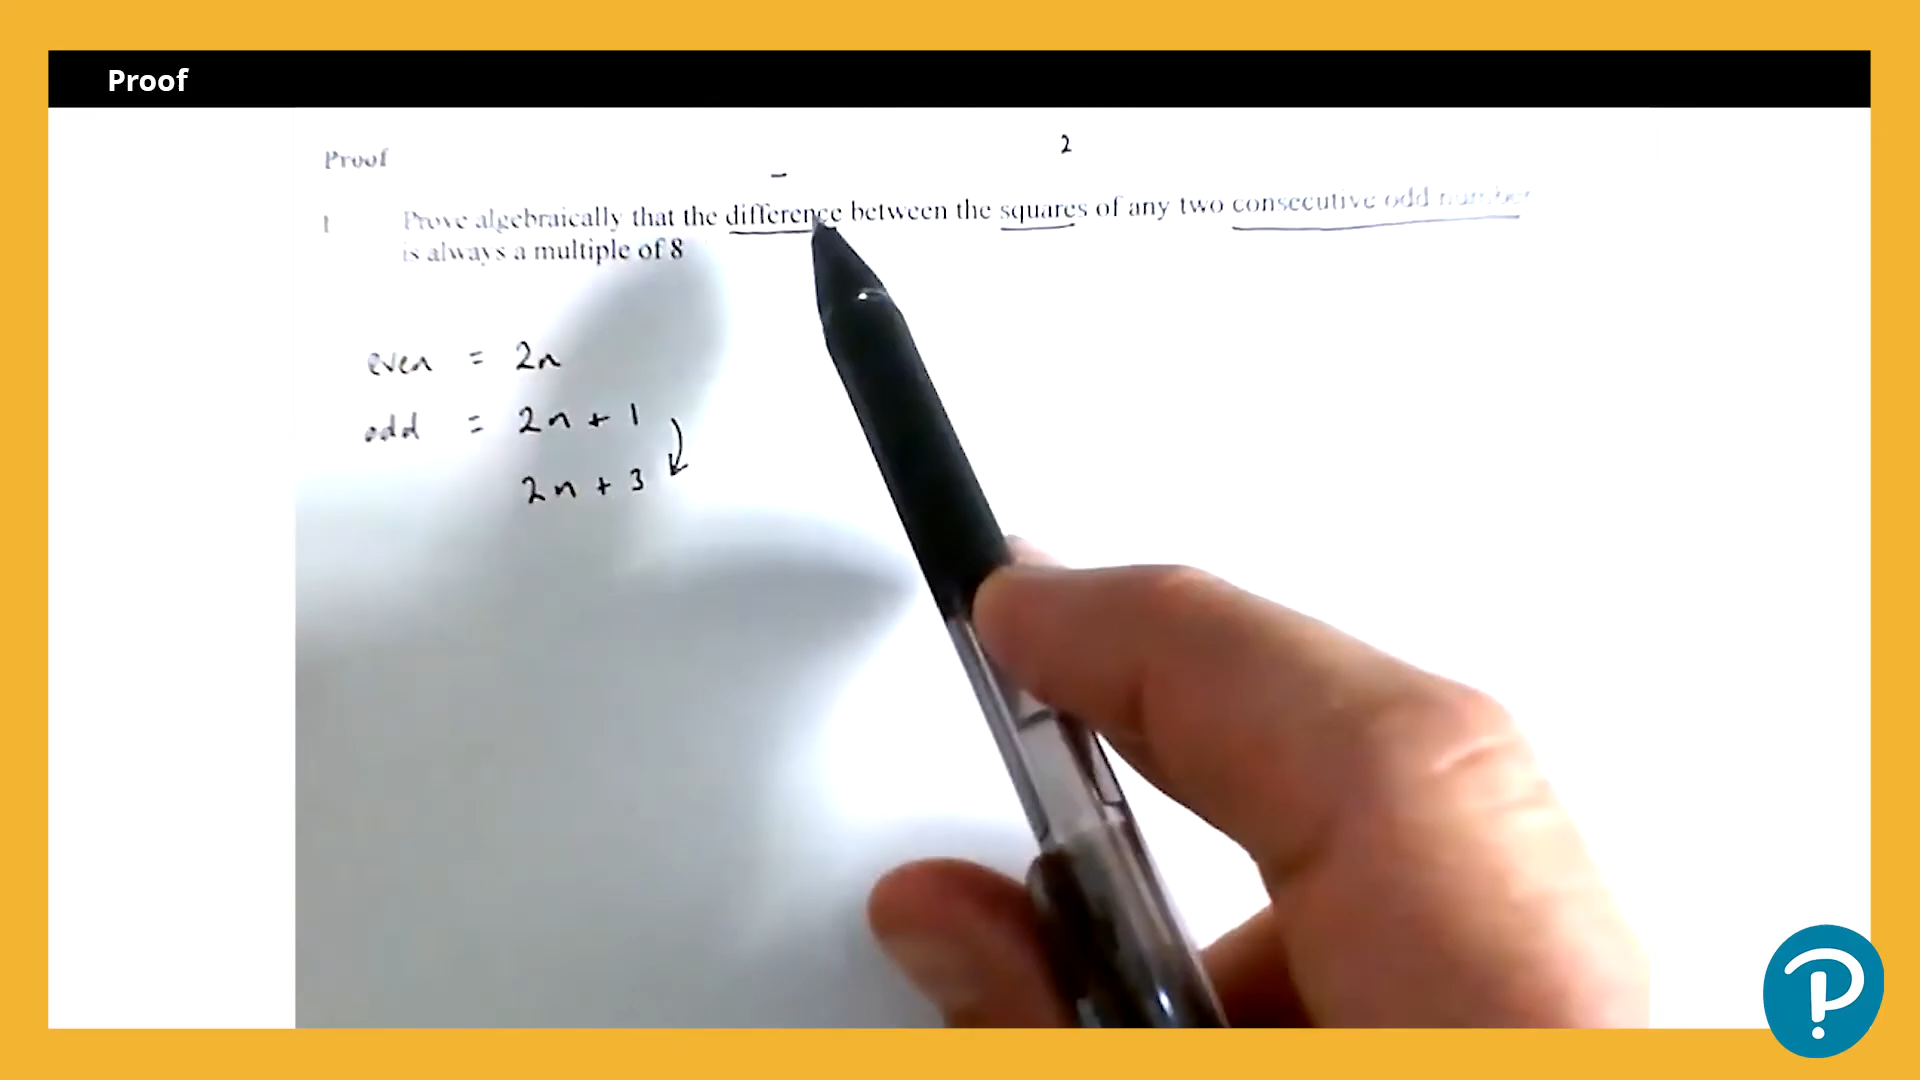 Proof
Proof
2
-
1 Prove algebraically that the difference between the squares of any two consecutive odd number
is always a multiple of 8
even = 2n
odd = 2n + 1
2n + 3